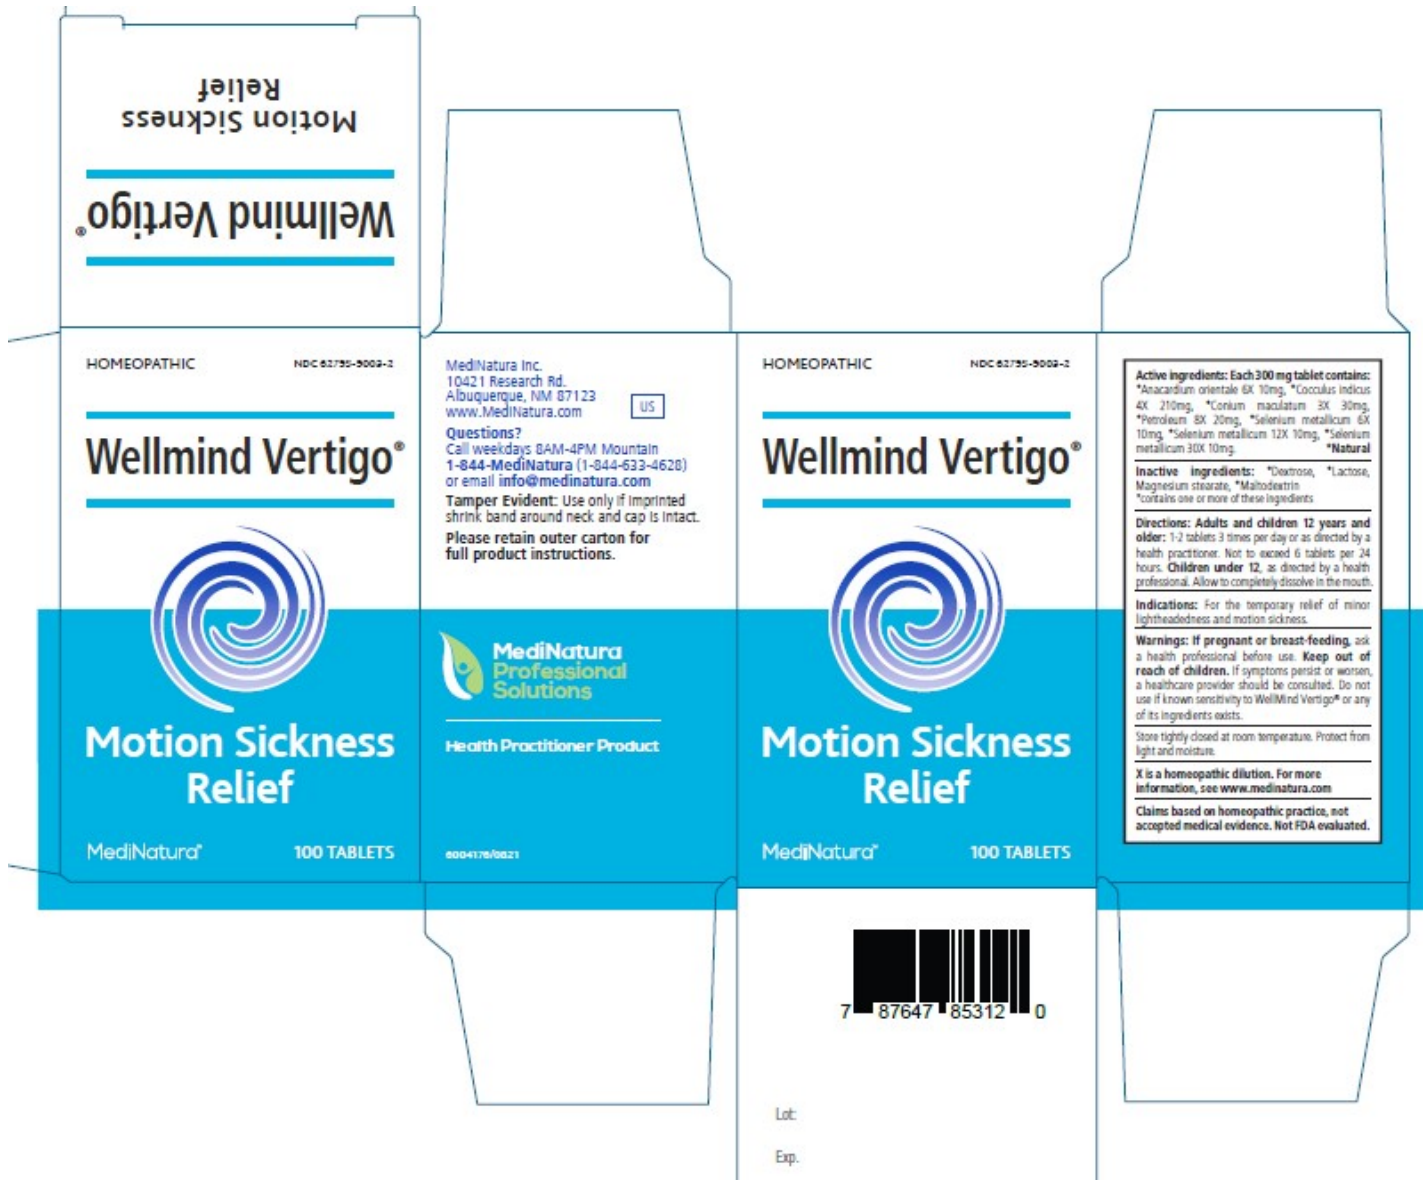 Motion Sickness
Relief
Wellmind Vertigo®
HOMEOPATHIC
NDC 62795-9003-2
Wellmind Vertigo®
Motion Sickness
Relief
MediNatura™
100 TABLETS
MediNatura Inc.
10421 Research Rd.
Albuquerque, NM 87123
www.MediNatura.com
US
Questions?
Call weekdays 8AM-4PM Mountain
1-844-MediNatura (1-844-633-4628)
or email info@medinatura.com
Tamper Evident: Use only if imprinted
shrink band around neck and cap is intact.
Please retain outer carton for
full product instructions.
MediNatura
Professional
Solutions
Health Practitioner Product
6004176/0821
HOMEOPATHIC
NDC 62795-9003-2
Wellmind Vertigo®
Motion Sickness
Relief
MediNatura™
100 TABLETS
7 87647 85312 0
Lot:
Exp.
Active ingredients: Each 300 mg tablet contains:
*Anacardium orientale 6X 10mg, *Cocculus indicus
4X 210mg, *Conium maculatum 3X 30mg,
*Petroleum 8X 20mg, *Selenium metallicum 6X
10mg, *Selenium metallicum 12X 10mg, *Selenium
metallicum 30X 10mg. *Natural
Inactive ingredients: *Dextrose, *Lactose,
Magnesium stearate, *Maltodextrin
*contains one or more of these ingredients
Directions: Adults and children 12 years and
older: 1-2 tablets 3 times per day or as directed by a
health practitioner. Not to exceed 6 tablets per 24
hours. Children under 12, as directed by a health
professional. Allow to completely dissolve in the mouth.
Indications: For the temporary relief of minor
lightheadedness and motion sickness.
Warnings: If pregnant or breast-feeding, ask
a health professional before use. Keep out of
reach of children. If symptoms persist or worsen,
a healthcare provider should be consulted. Do not
use if known sensitivity to WellMind Vertigo® or any
of its ingredients exists.
Store tightly closed at room temperature. Protect from
light and moisture.
X is a homeopathic dilution. For more
information, see www.medinatura.com
Claims based on homeopathic practice, not
accepted medical evidence. Not FDA evaluated.